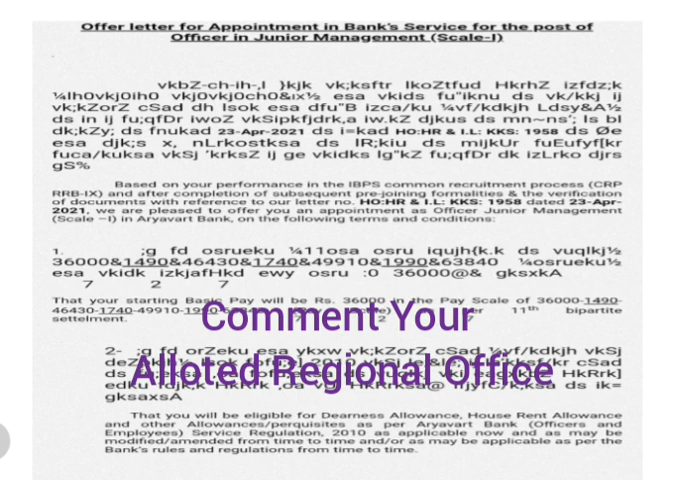 Offer letter for Appointment in Bank's Service for the post of
Officer in Junior Management (Scale-I)
vkbZ-ch-ih-,l }kjk vk;ksftr lkoZtfud HkrhZ izfdz;k
¼lh0vkj0ih0 vkj0vkj0ch0&ix½ esa vkids fu"iknu ds vk/kkj ij
vk;kZorZ cSad dh lsok esa dfu"B izca/ku ¼vf/kdkjh Ldsy&A½
ds in ij fu;qfDr iwoZ vkSipkfjdrk,a iw.kZ djkus ds mn~ns'; ls bl
dk;kZy; ds fnukad 23-Apr-2021 ds i=kad HO:HR & I.L: KKS: 1958 ds Øe
esa djk;s x, nLrkostksa ds lR;kiu ds mijkUr fuEufyf[kr
fuca/kuksa vkSj 'krksZ ij ge vkidks lg"kZ fu;qfDr dk izLrko djrs
gS%
Based on your performance in the IBPS common recruitment process (CRP
RRB-IX) and after completion of subsequent pre-joining formalities & the verification
of documents with reference to our letter no. HO:HR & I.L: KKS: 1958 dated 23-Apr-
2021, we are pleased to offer you an appointment as Officer Junior Management
(Scale –I) in Aryavart Bank, on the following terms and conditions:
1. ;g fd osrueku ¼11osa osru iqujh{k.k ds vuqlkj½
36000&1490&46430&1740&49910&1990&63840 ¼osrueku½
esa vkidk izkjafHkd ewy osru :0 36000@& gksxkA
7 2 7
That your starting Basic Pay will be Rs. 36000 in the Pay Scale of 36000-1490-
46430-1740-49910-1990- 11th bipartite
settelment.
Comment Your
2- ;g fd orZeku esa ykxw vk;kZorZ cSad ¼vf/kdkjh vkSj
Alloted Regional Office
gksaxsA
That you will be eligible for Dearness Allowance, House Rent Allowance
and other Allowances/perquisites as per Aryavart Bank (Officers and
Employees) Service Regulation, 2010 as applicable now and as may be
modified/amended from time to time and/or as may be applicable as per the
Bank's rules and regulations from time to time.